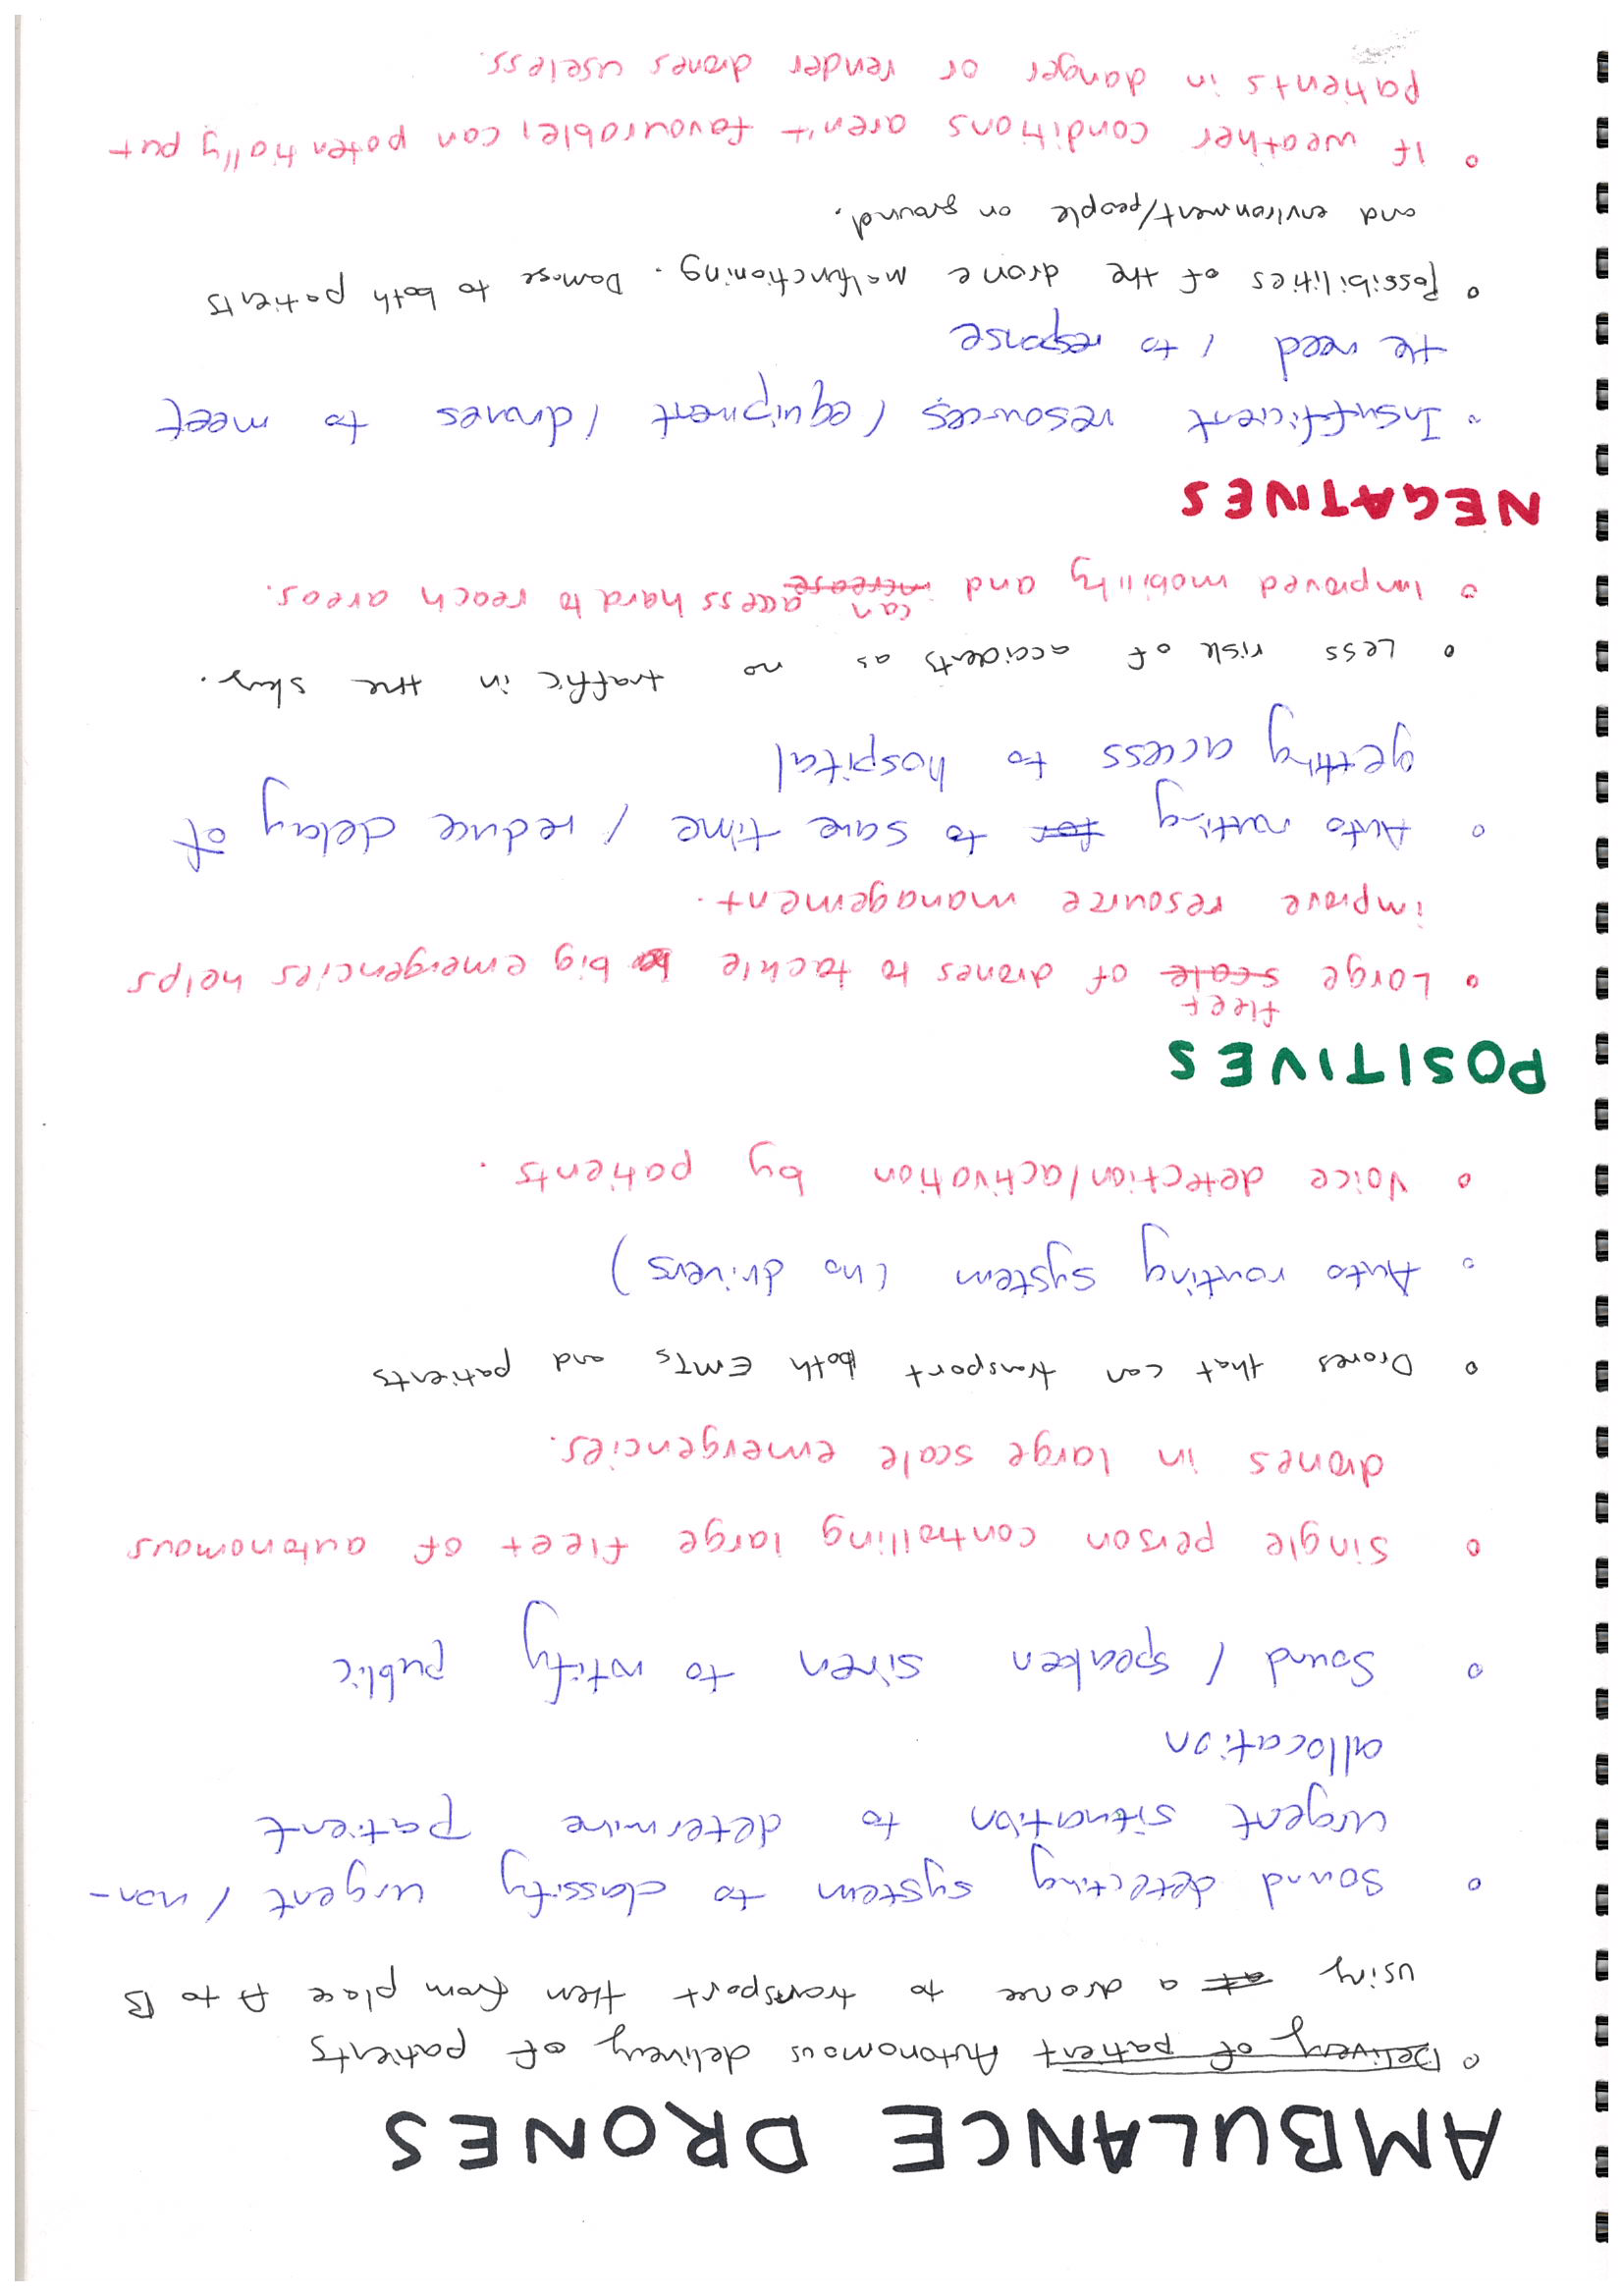 AMBULANCE DRONES
◦ Delivery of patient Autonomous delivery of patients
using at a drone to transport them from place A to B
◦ Sound detecting system to classify urgent / non-
urgent situation to determine patient
allocation
◦ Sound / speaker siren to notify public
◦ Single person controlling large fleet of autonomous
drones in large scale emergencies.
◦ Drones that can transport both EMTs and patients
◦ Auto routing system (no drivers)
◦ Voice detection/activation by patients.
POSITIVES
fleet
◦ Large scale of drones to tackle big emergencies helps
improve resource management.
◦ Auto routing for to save time / reduce delay of
getting access to hospital
◦ Less risk of accidents as no traffic in the sky.
◦ Improved mobility and increase can access hard to reach areas.
NEGATIVES
◦ Insufficient resources / equipment / drones to meet
the need / to response
◦ Possibilities of the drone malfunctioning. Damage to both patients
and environment/people on ground.
◦ If weather conditions aren't favourable, can potentially put
patients in danger or render drones useless.